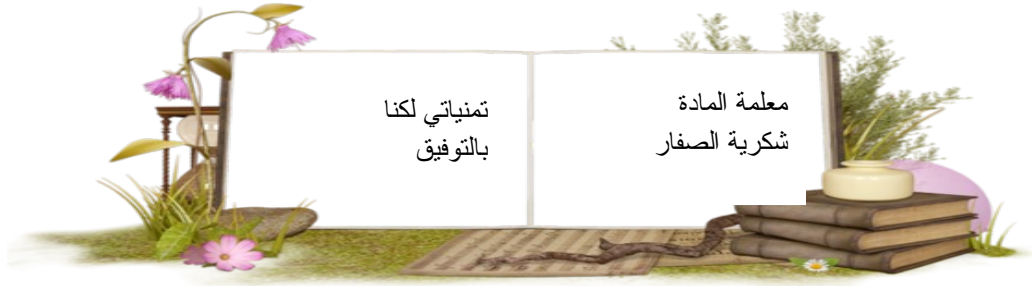 معلمة المادة
شكرية الصفار
تمنياتي لكنا
بالتوفيق